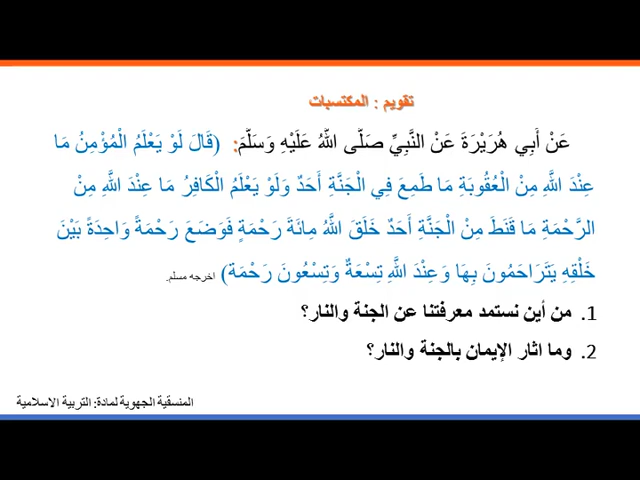 تقويم : المكتسبات
عَنْ أَبِي هُرَيْرَةَ عَنْ النَّبِيِّ صَلَّى اللَّهُ عَلَيْهِ وَسَلَّمَ: (قَالَ لَوْ يَعْلَمُ الْمُؤْمِنُ مَا
عِنْدَ اللَّهِ مِنْ الْعُقُوبَةِ مَا طَمِعَ فِي الْجَنَّةِ أَحَدٌ وَلَوْ يَعْلَمُ الْكَافِرُ مَا عِنْدَ اللَّهِ مِنْ
الرَّحْمَةِ مَا قَنَطَ مِنْ الْجَنَّةِ أَحَدٌ خَلَقَ اللَّهُ مِائَةَ رَحْمَةٍ فَوَضَعَ رَحْمَةً وَاحِدَةً بَيْنَ
خَلْقِهِ يَتَرَاحَمُونَ بِهَا وَعِنْدَ اللَّهِ تِسْعَةٌ وَتِسْعُونَ رَحْمَة) اخرجه مسلم.
1. من أين نستمد معرفتنا عن الجنة والنار؟
2. وما اثار الإيمان بالجنة والنار؟
المنسقية الجهوية لمادة: التربية الاسلامية